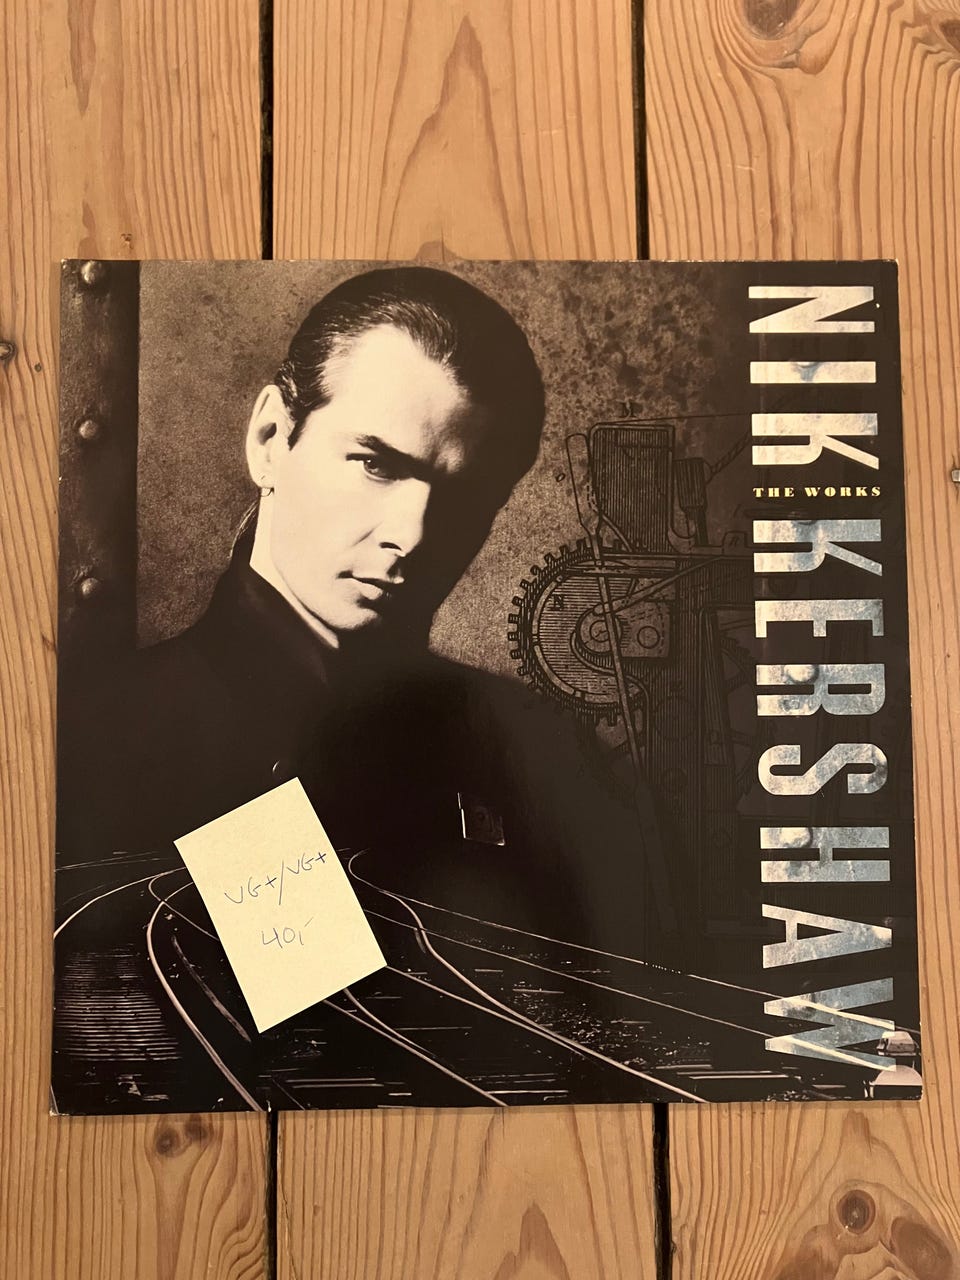 NIK KERSHAW
THE WORKS
VG+/VG+
40,-